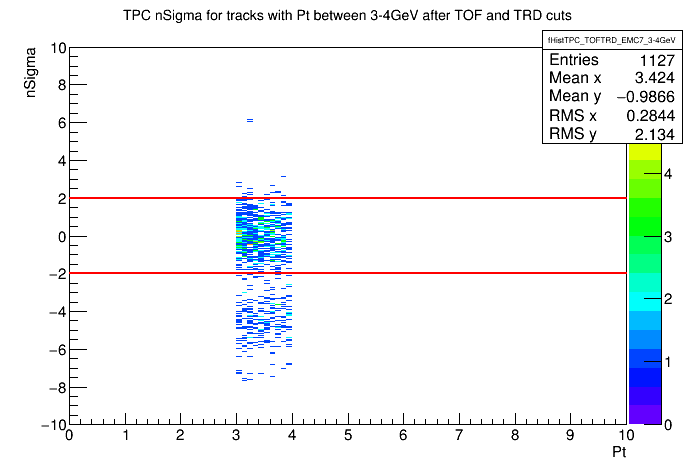 TPC nSigma for tracks with Pt between 3-4GeV after TOF and TRD cuts
fHistTPC_TOFTRD_EMC7_3-4GeV
Entries 1127
Mean x 3.424
Mean y −0.9866
RMS x 0.2844
RMS y 2.134
nSigma
10
8
6
4
2
0
−2
−4
−6
−8
−10
0 1 2 3 4 5 6 7 8 9 10
Pt
4
3
2
1
0